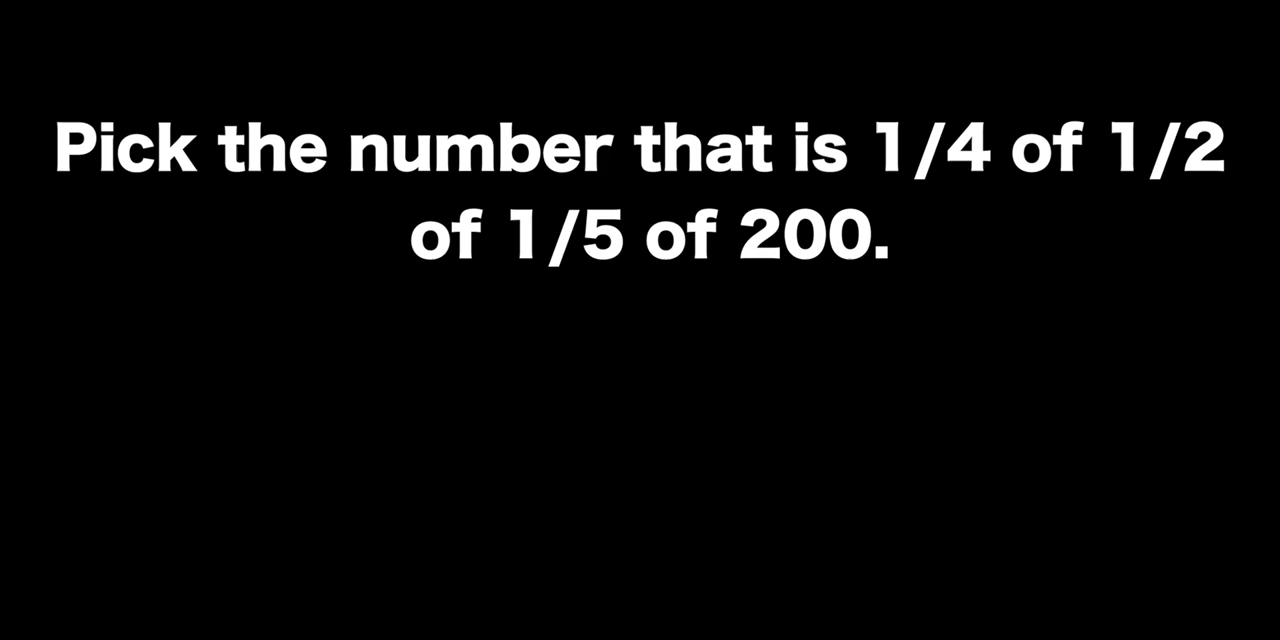 Pick the number that is 1/4 of 1/2
of 1/5 of 200.